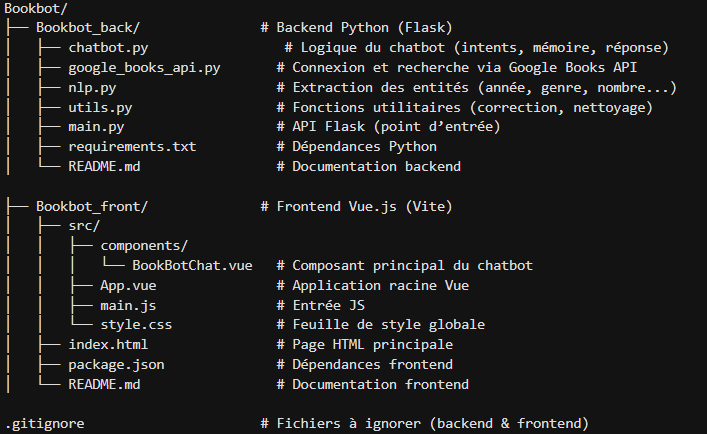 Bookbot/
├── Bookbot_back/               # Backend Python (Flask)
│   ├── chatbot.py                 # Logique du chatbot (intents, mémoire, réponse)
│   ├── google_books_api.py       # Connexion et recherche via Google Books API
│   ├── nlp.py                    # Extraction des entités (année, genre, nombre...)
│   ├── utils.py                  # Fonctions utilitaires (correction, nettoyage)
│   ├── main.py                   # API Flask (point d’entrée)
│   ├── requirements.txt          # Dépendances Python
│   └── README.md                 # Documentation backend

├── Bookbot_front/              # Frontend Vue.js (Vite)
│   ├── src/
│   │   ├── components/
│   │   │   └── BookBotChat.vue   # Composant principal du chatbot
│   │   ├── App.vue               # Application racine Vue
│   │   ├── main.js               # Entrée JS
│   │   └── style.css             # Feuille de style globale
│   ├── index.html                # Page HTML principale
│   ├── package.json              # Dépendances frontend
│   └── README.md                 # Documentation frontend

.gitignore                      # Fichiers à ignorer (backend & frontend)